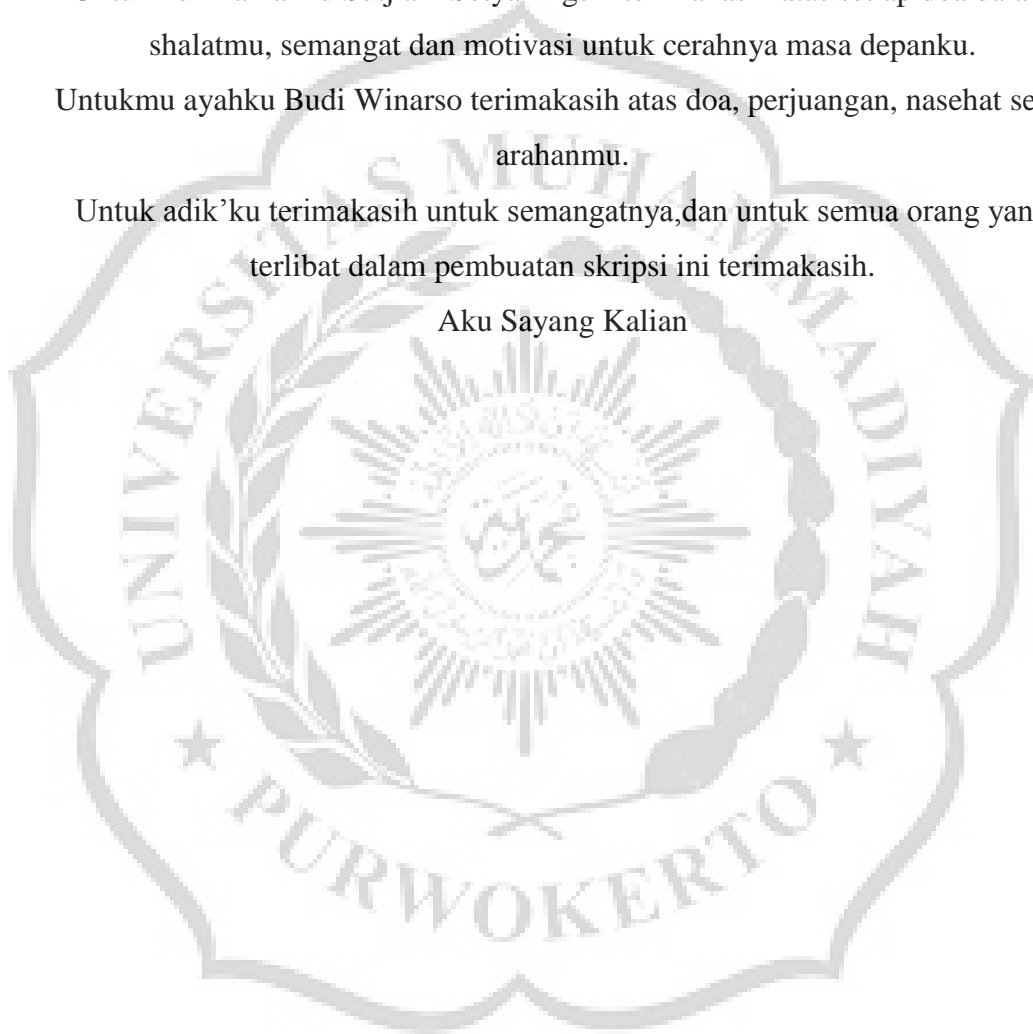 shalatmu, semangat dan motivasi untuk cerahnya masa depanku.
Untukmu ayahku Budi Winarso terimakasih atas doa, perjuangan, nasehat
arahanmu.
Untuk adik’ku terimakasih untuk semangatnya,dan untuk semua orang
terlibat dalam pembuatan skripsi ini terimakasih.
Aku Sayang Kalian
UNIVERSITAS MUHAMMADIYAH
★ PURWOKERTO ★